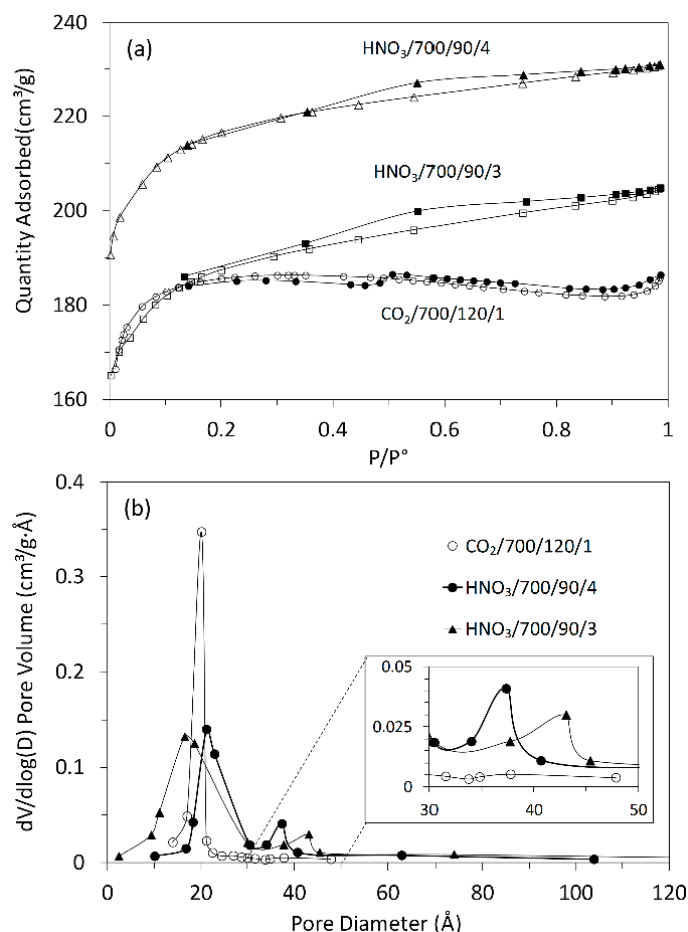 (a)
HNO₃/700/90/4
HNO₃/700/90/3
CO₂/700/120/1
Quantity Adsorbed(cm³/g)
240
220
200
180
160
0
0.2
0.4
0.6
0.8
1
P/P°
(b)
CO₂/700/120/1
HNO₃/700/90/4
HNO₃/700/90/3
dV/dlog(D) Pore Volume (cm³/g·Å)
0.4
0.3
0.2
0.1
0
0.05
0.025
0
30
40
50
0
20
40
60
80
100
120
Pore Diameter (Å)